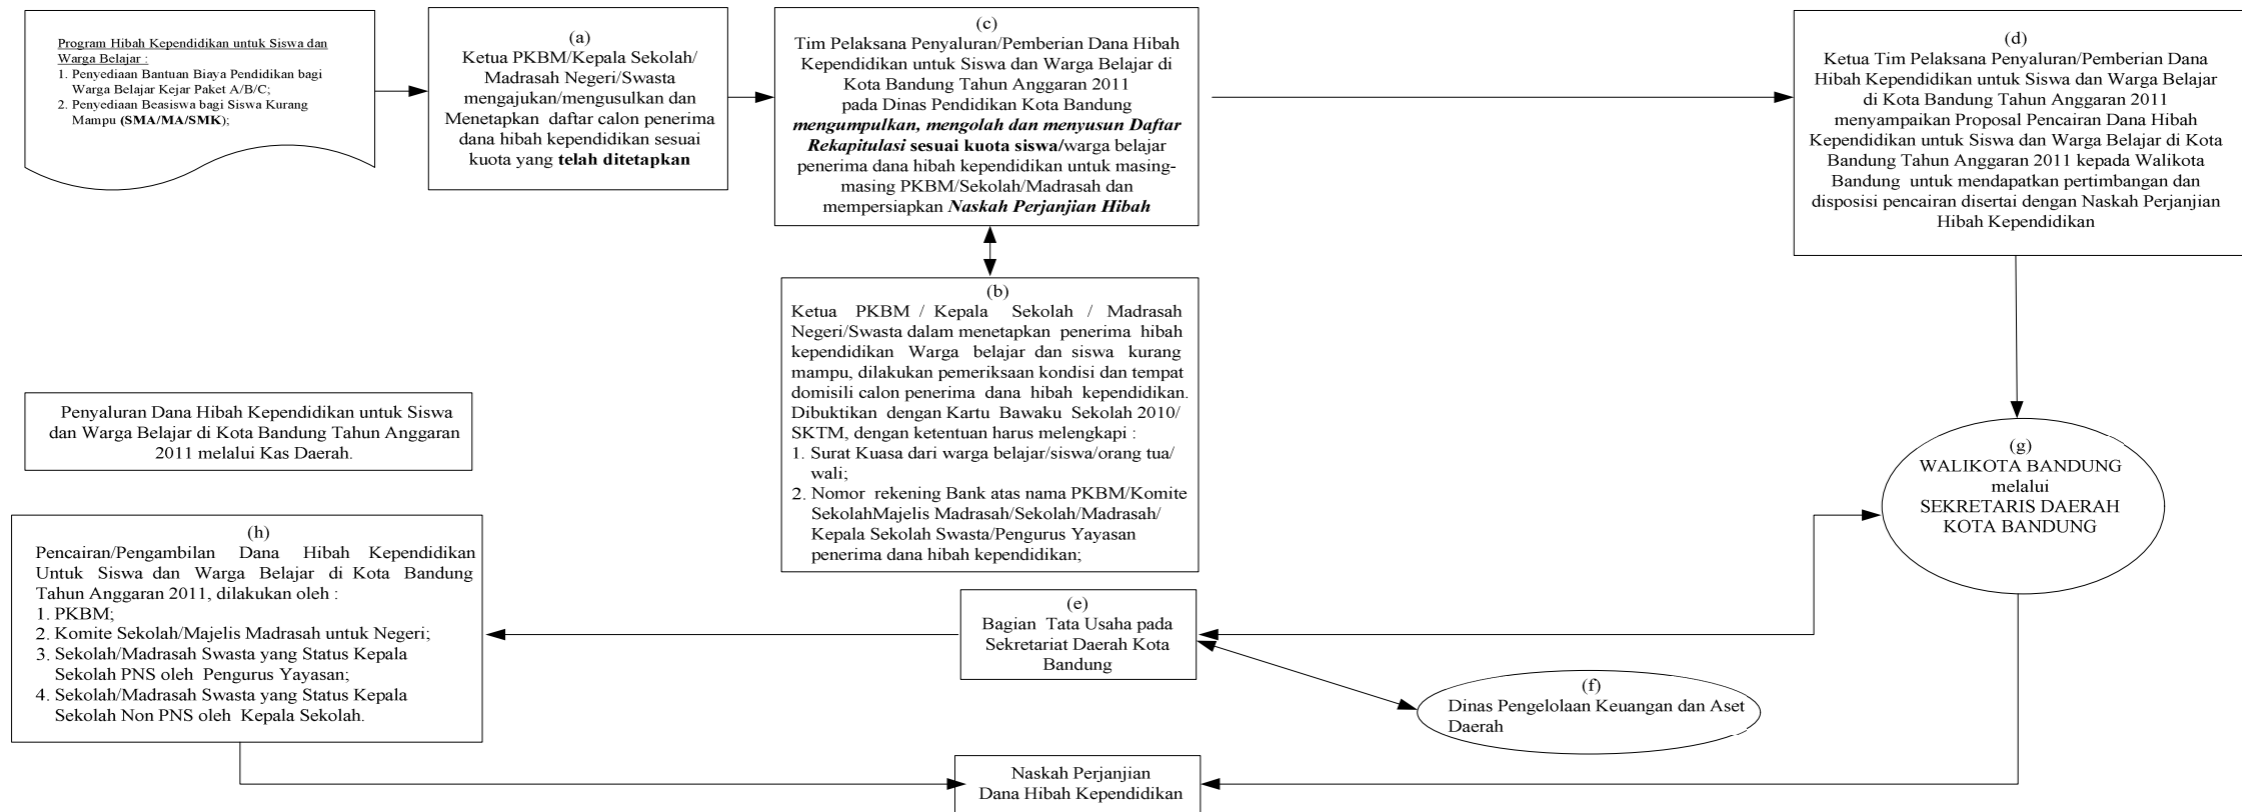 Program Hibah Kependidikan untuk Siswa dan
Warga Belajar :
1. Penyediaan Bantuan Biaya Pendidikan bagi
Warga Belajar Kejar Paket A/B/C;
2. Penyediaan Beasiswa bagi Siswa Kurang
Mampu (SMA/MA/SMK);
(a)
Ketua PKBM/Kepala Sekolah/
Madrasah Negeri/Swasta
mengajukan/mengusulkan dan
Menetapkan daftar calon penerima
dana hibah kependidikan sesuai
kuota yang telah ditetapkan
(c)
Tim Pelaksana Penyaluran/Pemberian Dana Hibah
Kependidikan untuk Siswa dan Warga Belajar di
Kota Bandung Tahun Anggaran 2011
pada Dinas Pendidikan Kota Bandung
mengumpulkan, mengolah dan menyusun Daftar
Rekapitulasi sesuai kuota siswa/warga belajar
penerima dana hibah kependidikan untuk masing-
masing PKBM/Sekolah/Madrasah dan
mempersiapkan Naskah Perjanjian Hibah
(d)
Ketua Tim Pelaksana Penyaluran/Pemberian Dana
Hibah Kependidikan untuk Siswa dan Warga Belajar
di Kota Bandung Tahun Anggaran 2011
menyampaikan Proposal Pencairan Dana Hibah
Kependidikan untuk Siswa dan Warga Belajar di Kota
Bandung Tahun Anggaran 2011 kepada Walikota
Bandung untuk mendapatkan pertimbangan dan
disposisi pencairan disertai dengan Naskah Perjanjian
Hibah Kependidikan
(b)
Ketua PKBM / Kepala Sekolah / Madrasah
Negeri/Swasta dalam menetapkan penerima hibah
kependidikan Warga belajar dan siswa kurang
mampu, dilakukan pemeriksaan kondisi dan tempat
domisili calon penerima dana hibah kependidikan.
Dibuktikan dengan Kartu Bawaku Sekolah 2010/
SKTM, dengan ketentuan harus melengkapi :
1. Surat Kuasa dari warga belajar/siswa/orang tua/
wali;
2. Nomor rekening Bank atas nama PKBM/Komite
SekolahMajelis Madrasah/Sekolah/Madrasah/
Kepala Sekolah Swasta/Pengurus Yayasan
penerima dana hibah kependidikan;
Penyaluran Dana Hibah Kependidikan untuk Siswa
dan Warga Belajar di Kota Bandung Tahun Anggaran
2011 melalui Kas Daerah.
(g)
WALIKOTA BANDUNG
melalui
SEKRETARIS DAERAH
KOTA BANDUNG
(h)
Pencairan/Pengambilan Dana Hibah Kependidikan
Untuk Siswa dan Warga Belajar di Kota Bandung
Tahun Anggaran 2011, dilakukan oleh :
1. PKBM;
2. Komite Sekolah/Majelis Madrasah untuk Negeri;
3. Sekolah/Madrasah Swasta yang Status Kepala
Sekolah PNS oleh Pengurus Yayasan;
4. Sekolah/Madrasah Swasta yang Status Kepala
Sekolah Non PNS oleh Kepala Sekolah.
(e)
Bagian Tata Usaha pada
Sekretariat Daerah Kota
Bandung
(f)
Dinas Pengelolaan Keuangan dan Aset
Daerah
Naskah Perjanjian
Dana Hibah Kependidikan